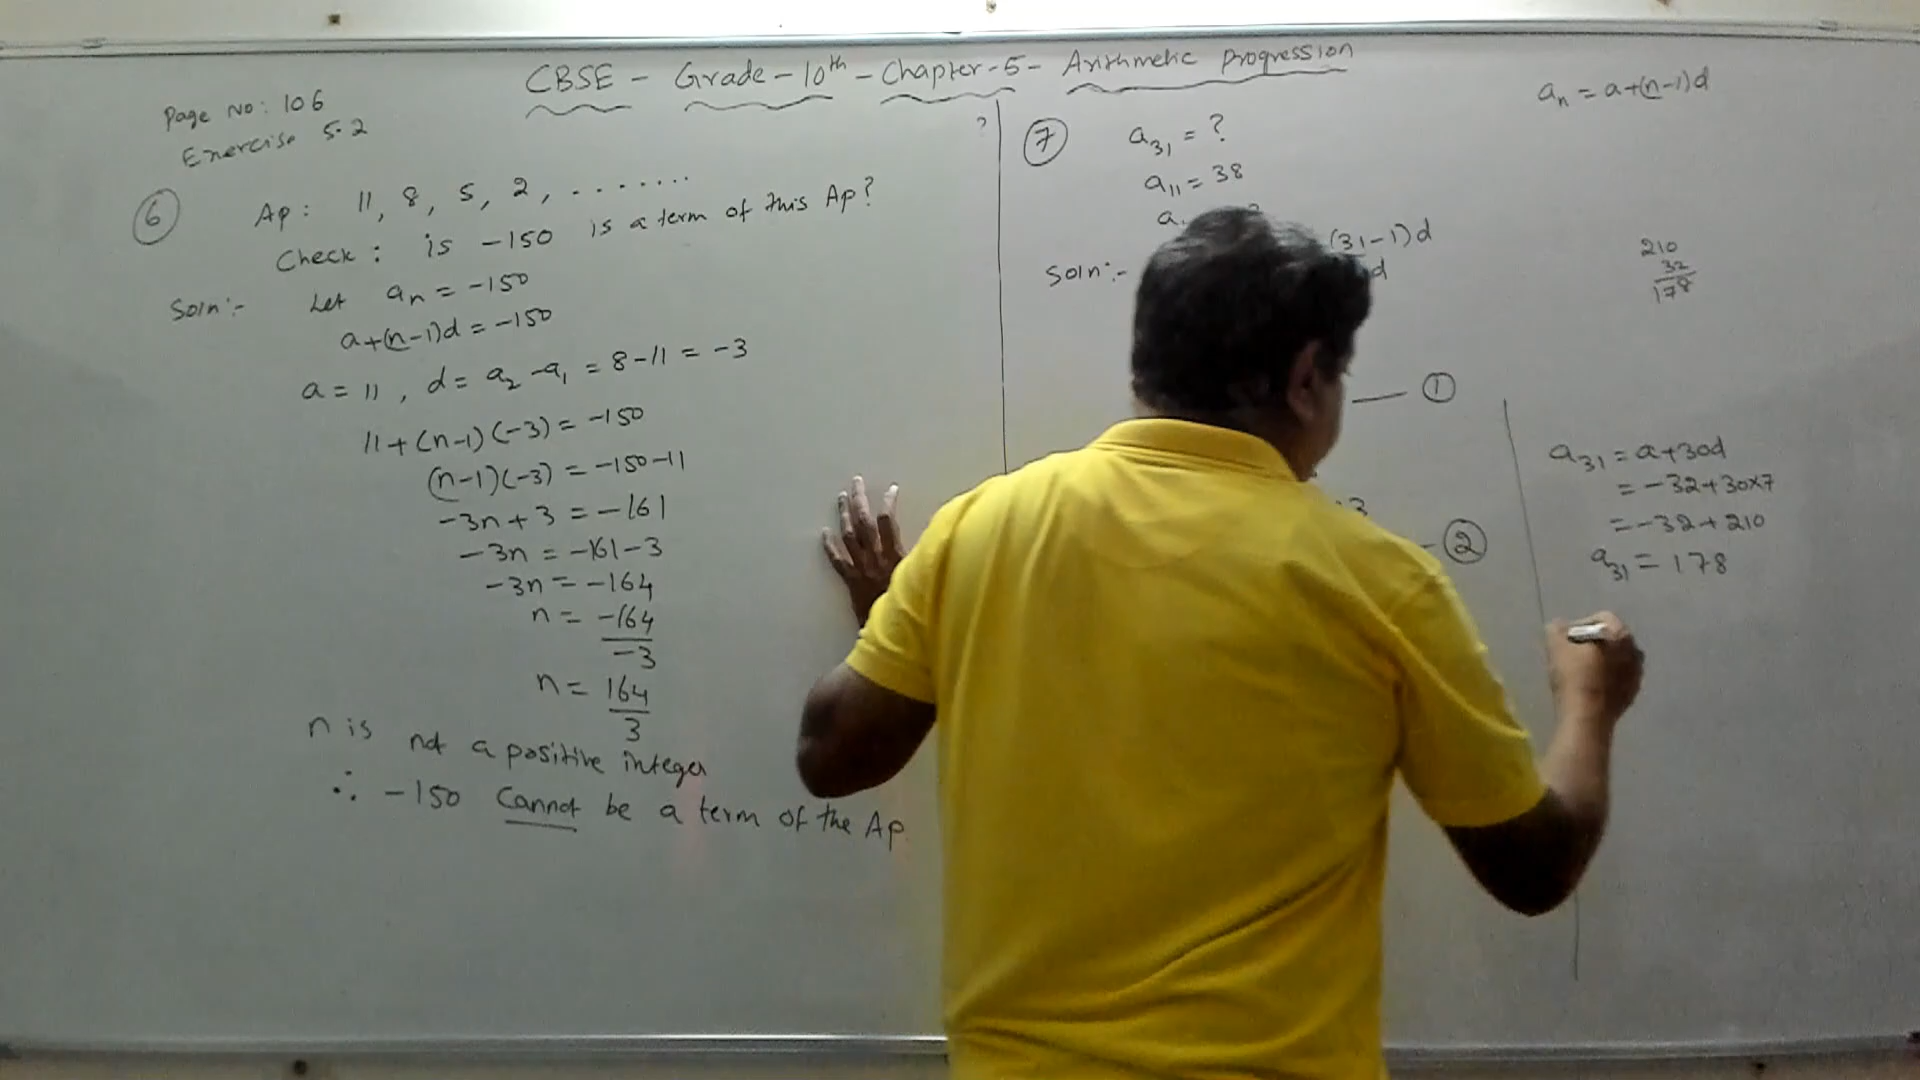 CBSE - Grade - 10th - Chapter - 5 - Arithmetic Progression
Page No: 106
Exercise 5.2
6
AP: 11, 8, 5, 2, .......
Check: is -150 is a term of this AP?
Soln:- Let an = -150
a+(n-1)d = -150
a = 11, d = a2 - a1 = 8-11 = -3
11+(n-1)(-3) = -150
(n-1)(-3) = -150-11
-3n+3 = -161
-3n = -161-3
-3n = -164
n = -164/-3
n = 164/3
n is not a positive integer
∴ -150 cannot be a term of the AP.
?
7
a31 = ?
a11 = 38
a
Soln:-
(31-1)d
d
1
3
2
an = a+(n-1)d
210
32
178
a31 = a+30d
= -32+30×7
= -32+210
a31 = 178